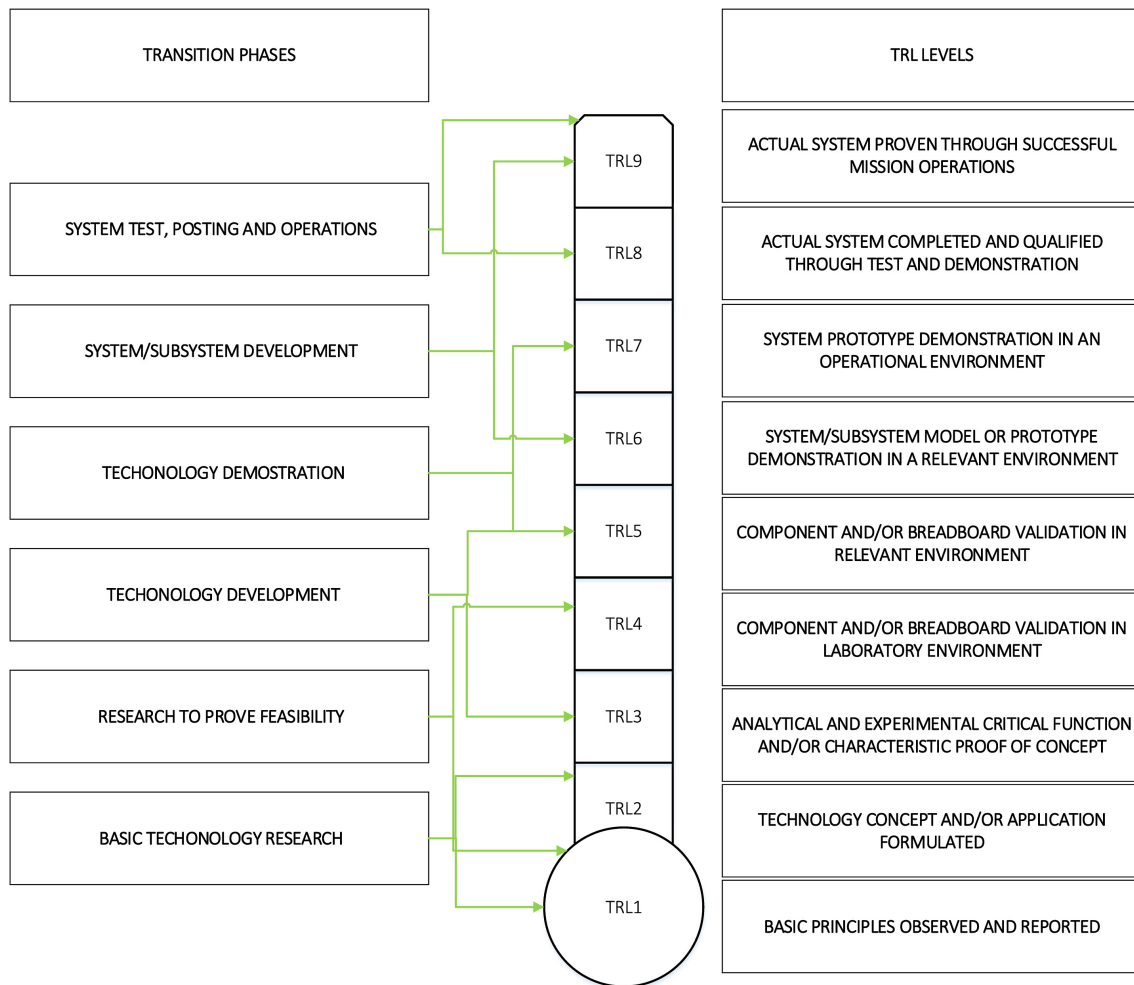 TRANSITION PHASES
SYSTEM TEST, POSTING AND OPERATIONS
SYSTEM/SUBSYSTEM DEVELOPMENT
TECHONOLOGY DEMOSTRATION
TECHONOLOGY DEVELOPMENT
RESEARCH TO PROVE FEASIBILITY
BASIC TECHONOLOGY RESEARCH
TRL9
TRL8
TRL7
TRL6
TRL5
TRL4
TRL3
TRL2
TRL1
TRL LEVELS
ACTUAL SYSTEM PROVEN THROUGH SUCCESSFUL
MISSION OPERATIONS
ACTUAL SYSTEM COMPLETED AND QUALIFIED
THROUGH TEST AND DEMONSTRATION
SYSTEM PROTOTYPE DEMONSTRATION IN AN
OPERATIONAL ENVIRONMENT
SYSTEM/SUBSYSTEM MODEL OR PROTOTYPE
DEMONSTRATION IN A RELEVANT ENVIRONMENT
COMPONENT AND/OR BREADBOARD VALIDATION IN
RELEVANT ENVIRONMENT
COMPONENT AND/OR BREADBOARD VALIDATION IN
LABORATORY ENVIRONMENT
ANALYTICAL AND EXPERIMENTAL CRITICAL FUNCTION
AND/OR CHARACTERISTIC PROOF OF CONCEPT
TECHNOLOGY CONCEPT AND/OR APPLICATION
FORMULATED
BASIC PRINCIPLES OBSERVED AND REPORTED